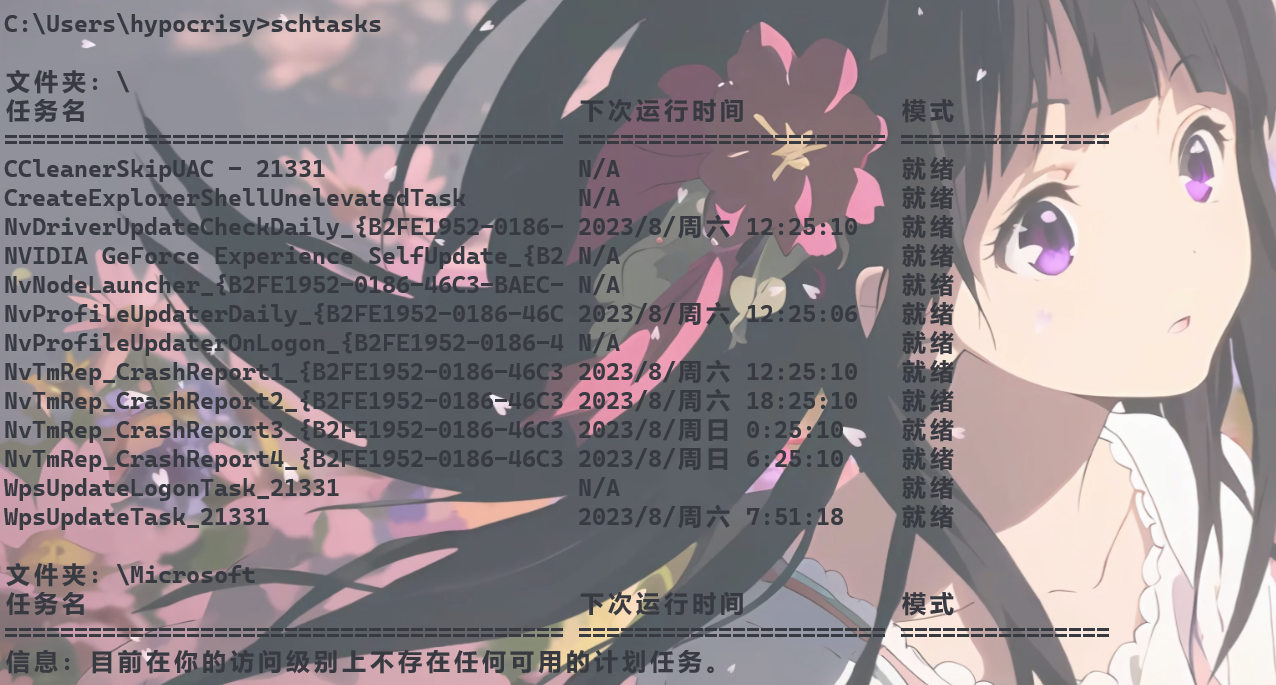 C:\Users\hypocrisy>schtasks
文件夹: \
任务名 下次运行时间 模式
======================================== ====================== ===============
CCleanerSkipUAC - 21331 N/A 就绪
CreateExplorerShellUnelevatedTask N/A 就绪
NvDriverUpdateCheckDaily_{B2FE1952-0186- 2023/8/周六 12:25:10 就绪
NVIDIA GeForce Experience SelfUpdate_{B2 N/A 就绪
NvNodeLauncher_{B2FE1952-0186-46C3-BAEC- N/A 就绪
NvProfileUpdaterDaily_{B2FE1952-0186-46C 2023/8/周六 12:25:06 就绪
NvProfileUpdaterOnLogon_{B2FE1952-0186-4 N/A 就绪
NvTmRep_CrashReport1_{B2FE1952-0186-46C3 2023/8/周六 12:25:10 就绪
NvTmRep_CrashReport2_{B2FE1952-0186-46C3 2023/8/周六 18:25:10 就绪
NvTmRep_CrashReport3_{B2FE1952-0186-46C3 2023/8/周日 0:25:10 就绪
NvTmRep_CrashReport4_{B2FE1952-0186-46C3 2023/8/周日 6:25:10 就绪
WpsUpdateLogonTask_21331 N/A 就绪
WpsUpdateTask_21331 2023/8/周六 7:51:18 就绪
文件夹: \Microsoft
任务名 下次运行时间 模式
======================================== ====================== ===============
信息: 目前在你的访问级别上不存在任何可用的计划任务。